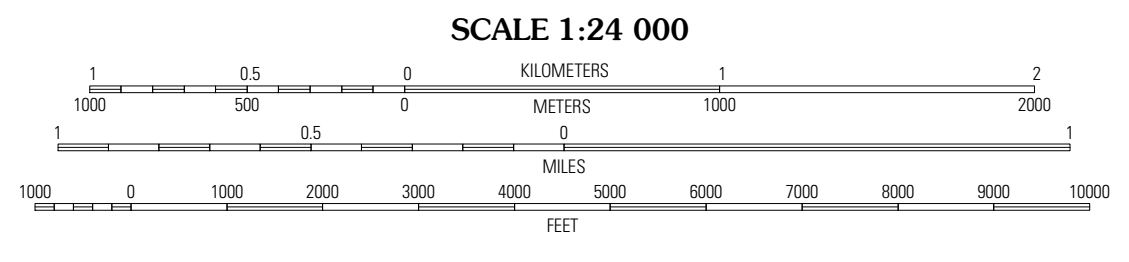 SCALE 1:24 000
1 0.5 0 KILOMETERS 1 2
1000 500 0 METERS 1000 2000
1 0.5 0 1
MILES
1000 0 1000 2000 3000 4000 5000 6000 7000 8000 9000 10000
FEET